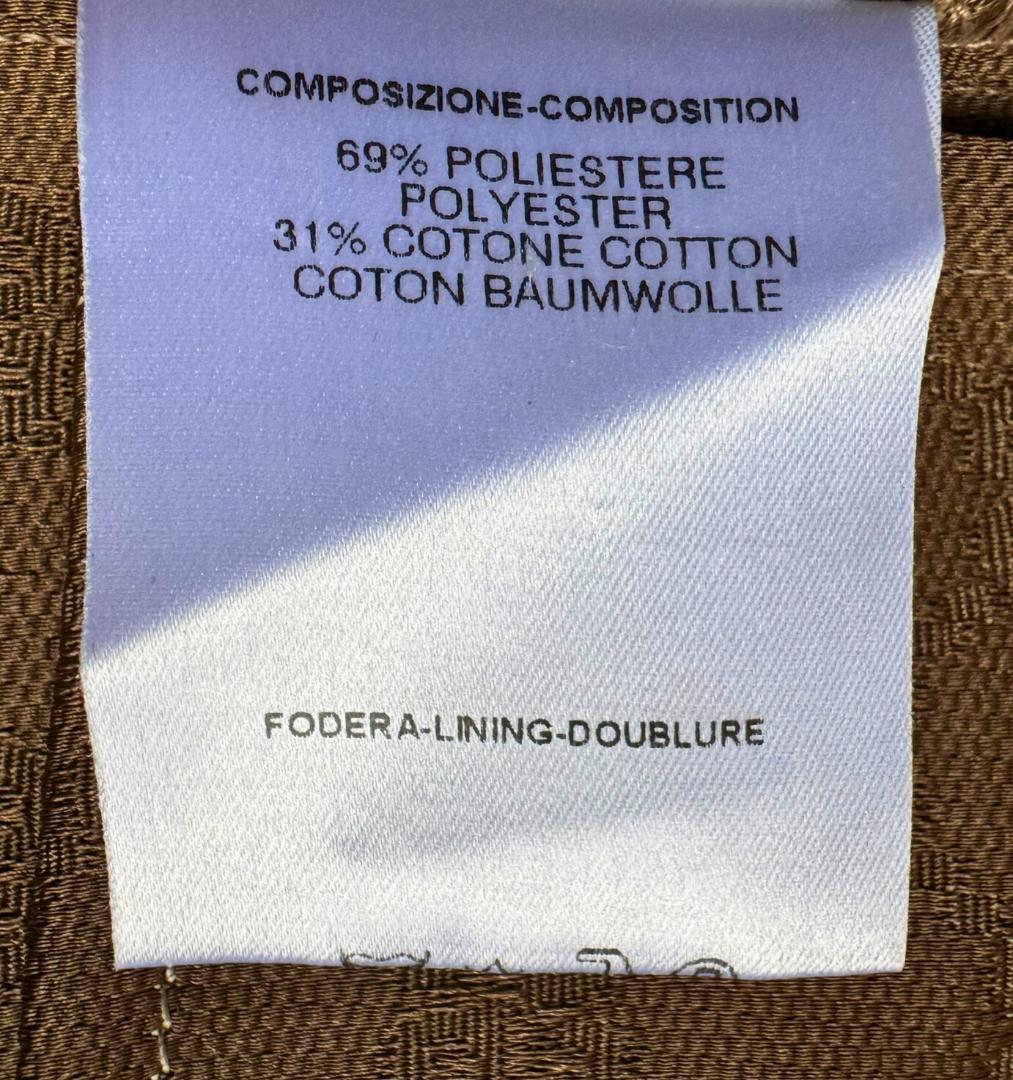 COMPOSIZIONE-COMPOSITION
69% POLIESTERE
POLYESTER
31% COTONE COTTON
COTON BAUMWOLLE
FODERA-LINING-DOUBLURE